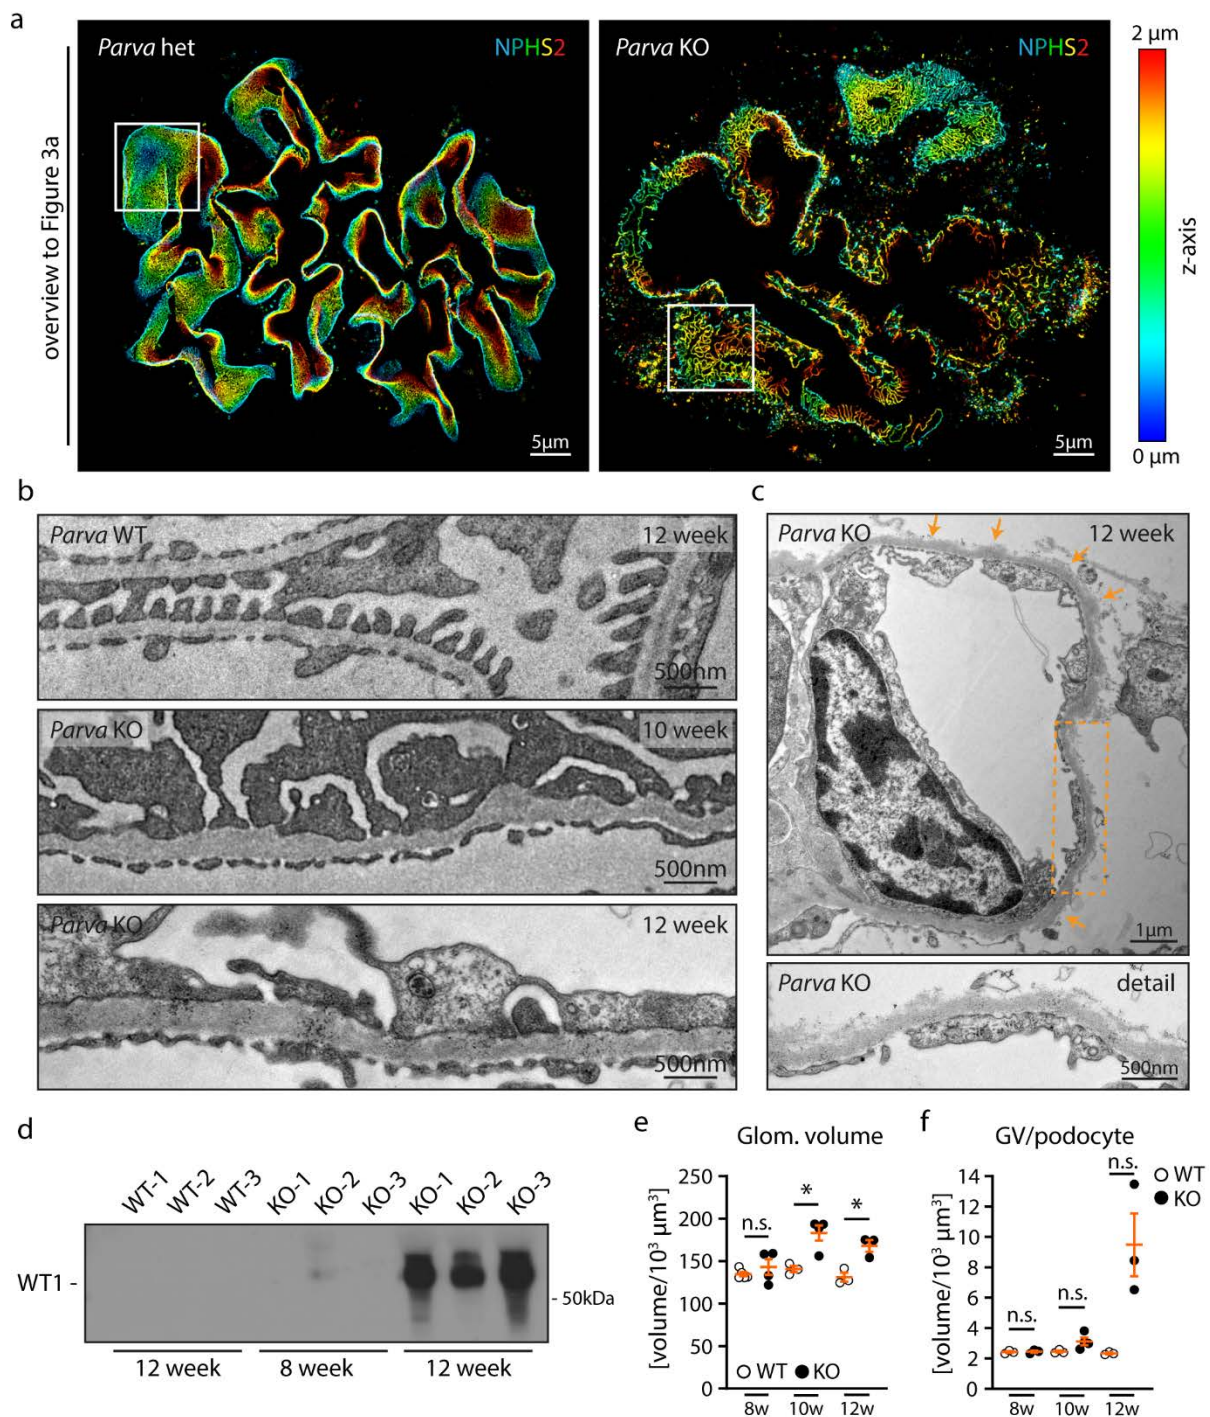 a
overview to Figure 3a
Parva het
NPHS2
5µm
Parva KO
NPHS2
5µm
2 µm
z-axis
0 µm
b
Parva WT
12 week
500nm
Parva KO
10 week
500nm
Parva KO
12 week
500nm
c
Parva KO
12 week
1µm
Parva KO
detail
500nm
d
WT-1 WT-2 WT-3 KO-1 KO-2 KO-3 KO-1 KO-2 KO-3
WT1 -
- 50kDa
12 week 8 week 12 week
e
Glom. volume
[volume/10³ µm³]
250
200
150
100
50
0
n.s.
*
*
WT KO
8w 10w 12w
f
GV/podocyte
[volume/10³ µm³]
14
12
10
8
6
4
2
0
n.s.
n.s.
n.s.
WT
KO
8w 10w 12w